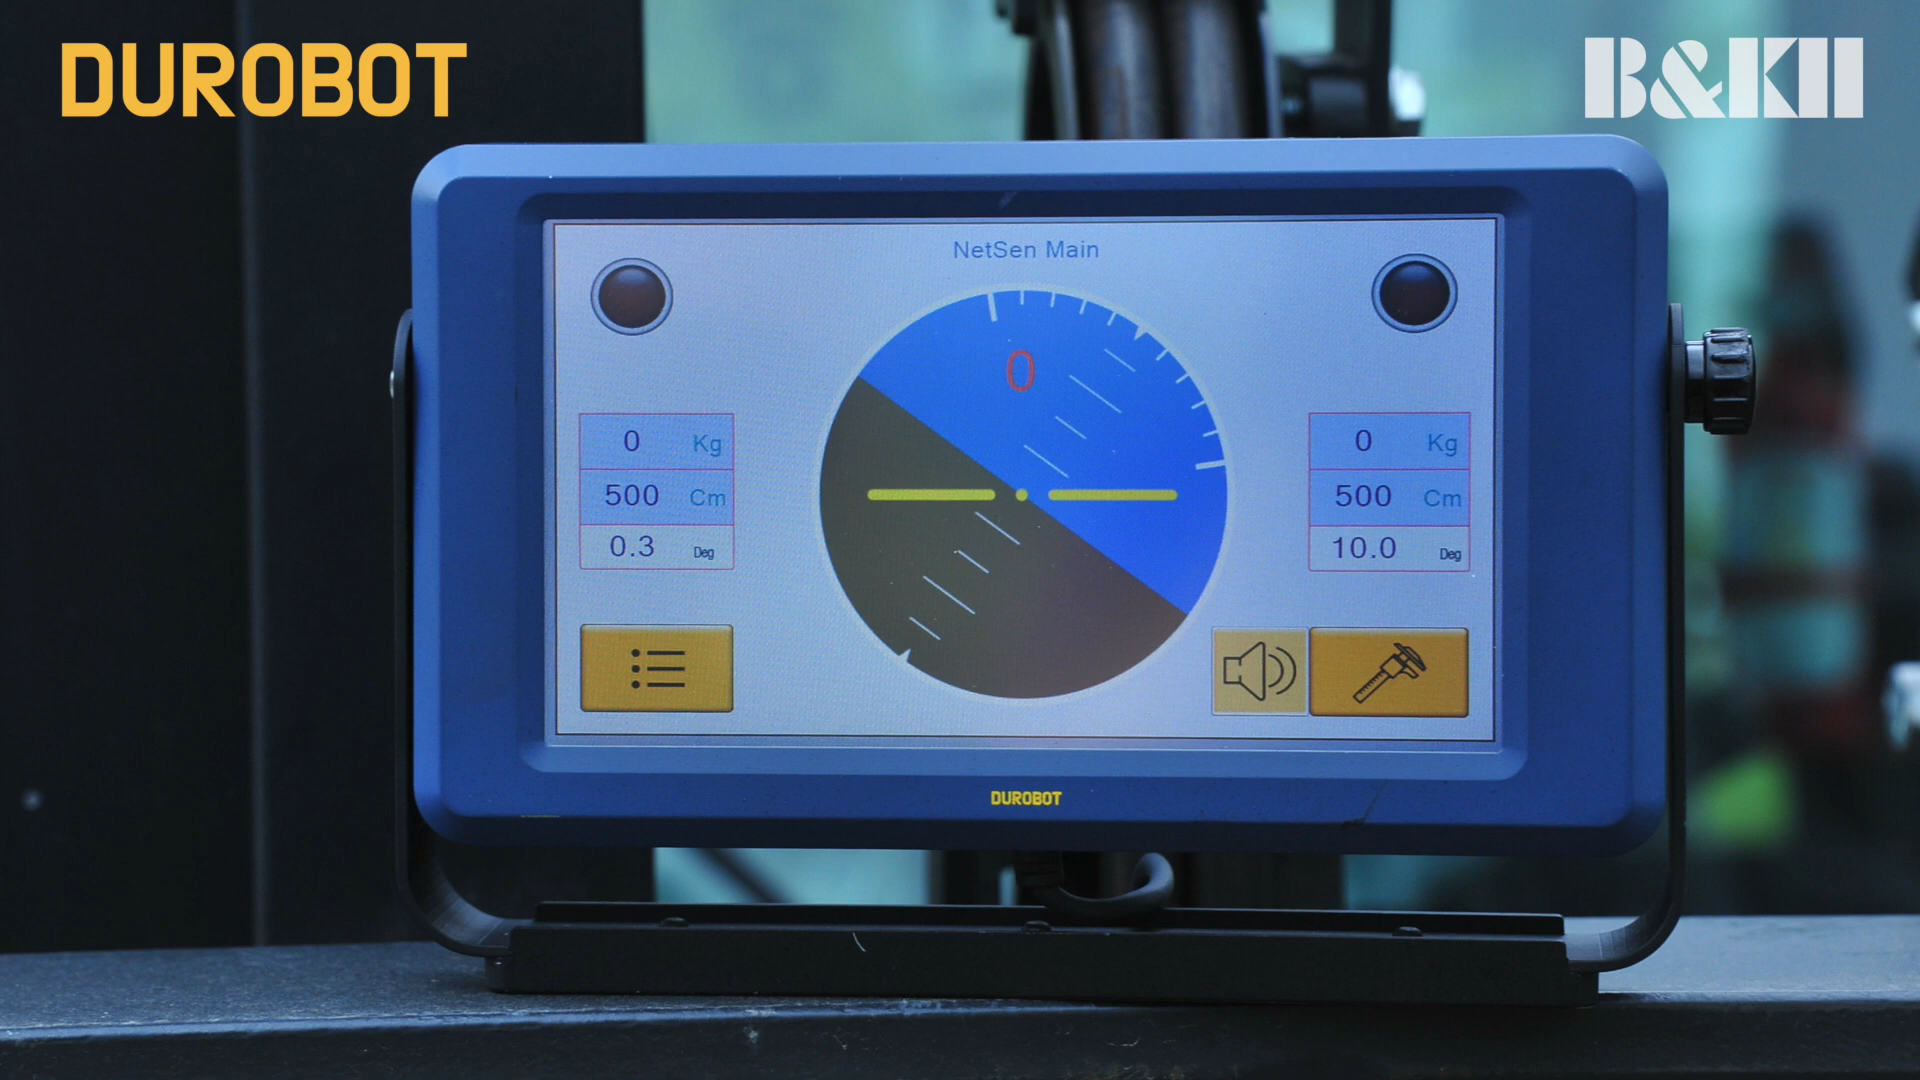 DUROBOT
B&KII
NetSen Main
0
0 Kg
500 Cm
0.3 Deg
0 Kg
500 Cm
10.0 Deg
DUROBOT